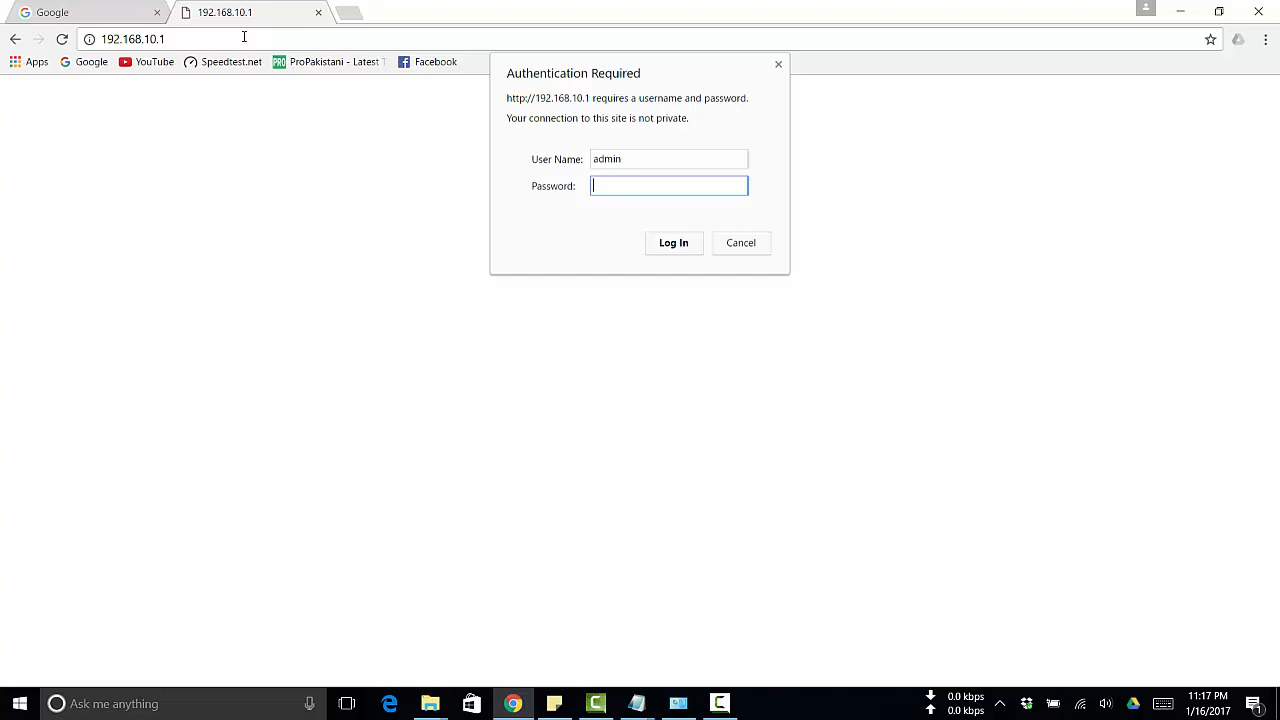 Google
192.168.10.1
192.168.10.1
Apps
Google
YouTube
Speedtest.net
PRO ProPakistani - Latest T
Facebook
Authentication Required
http://192.168.10.1 requires a username and password.
Your connection to this site is not private.
User Name: admin
Password:
Log In
Cancel
Ask me anything
0.0 kbps
0.0 kbps
11:17 PM
1/16/2017
1